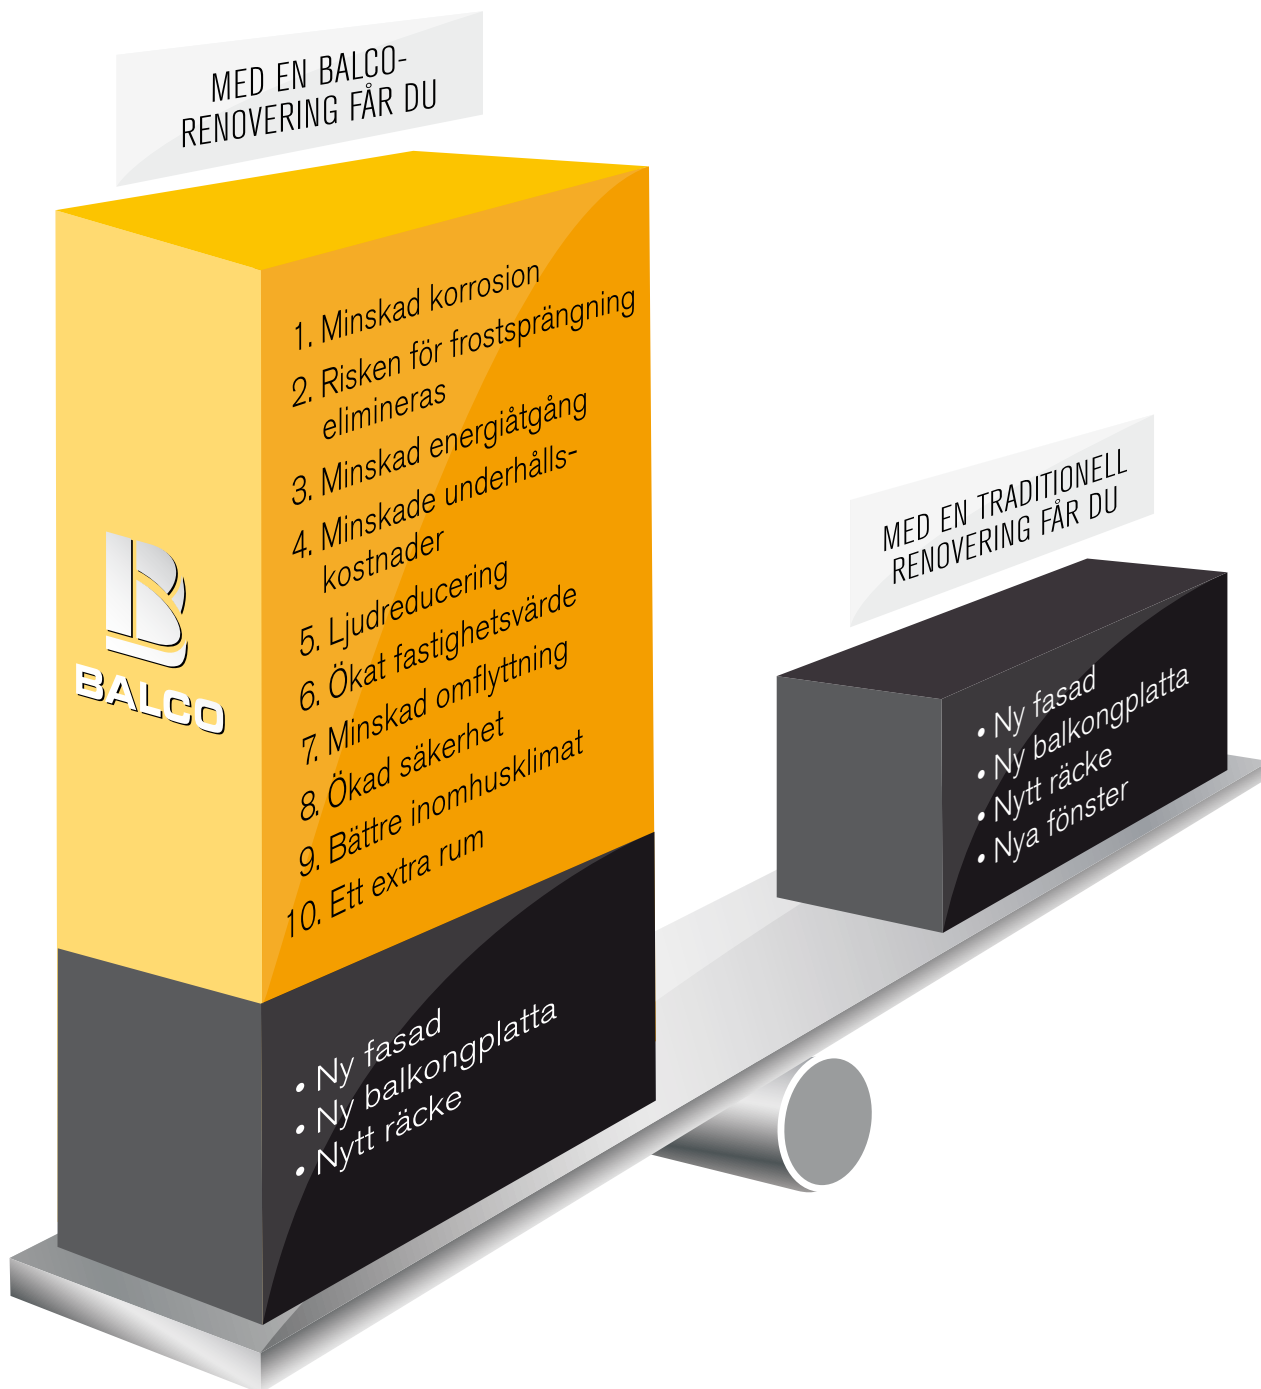 MED EN BALCO-
RENOVERING FÅR DU
1. Minskad korrosion
2. Risken för frostsprängning
elimineras
3. Minskad energiåtgång
4. Minskade underhålls-
kostnader
5. Ljudreducering
6. Ökat fastighetsvärde
7. Minskad omflyttning
8. Ökad säkerhet
9. Bättre inomhusklimat
10. Ett extra rum
BALCO
• Ny fasad
• Ny balkongplatta
• Nytt räcke
MED EN TRADITIONELL
RENOVERING FÅR DU
• Ny fasad
• Ny balkongplatta
• Nytt räcke
• Nya fönster